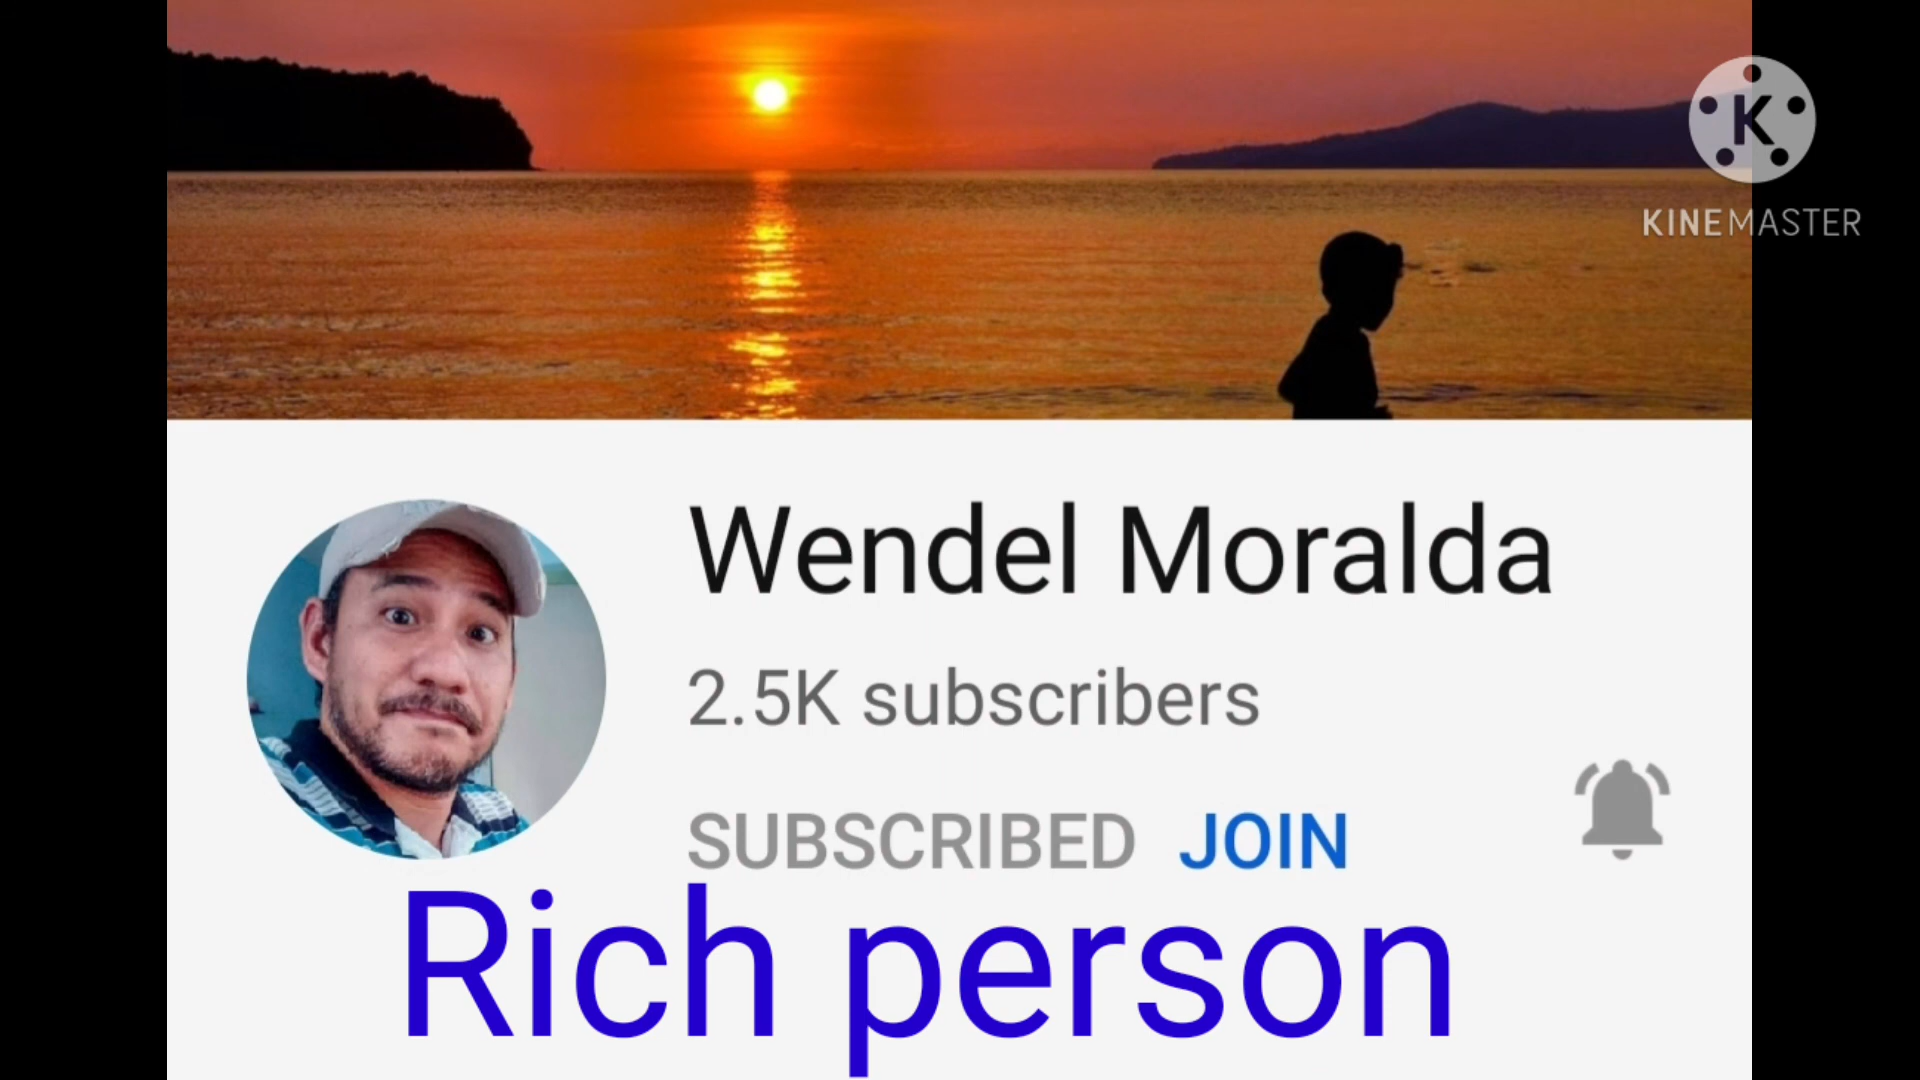 K
KINEMASTER
Wendel Moralda
2.5K subscribers
SUBSCRIBED JOIN
Rich person